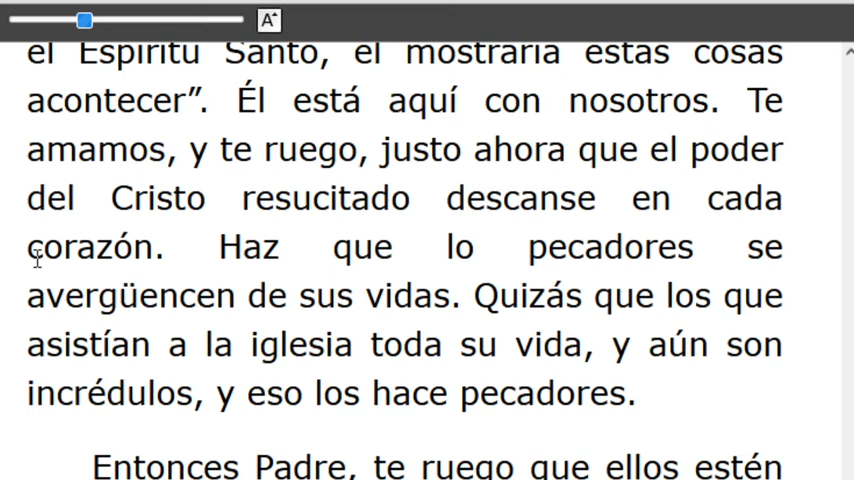 A
el Espíritu Santo, él mostraría estas cosas
acontecer”. Él está aquí con nosotros. Te
amamos, y te ruego, justo ahora que el poder
del Cristo resucitado descanse en cada
corazón. Haz que lo pecadores se
avergüencen de sus vidas. Quizás que los que
asistían a la iglesia toda su vida, y aún son
incrédulos, y eso los hace pecadores.
Entonces Padre, te ruego que ellos estén